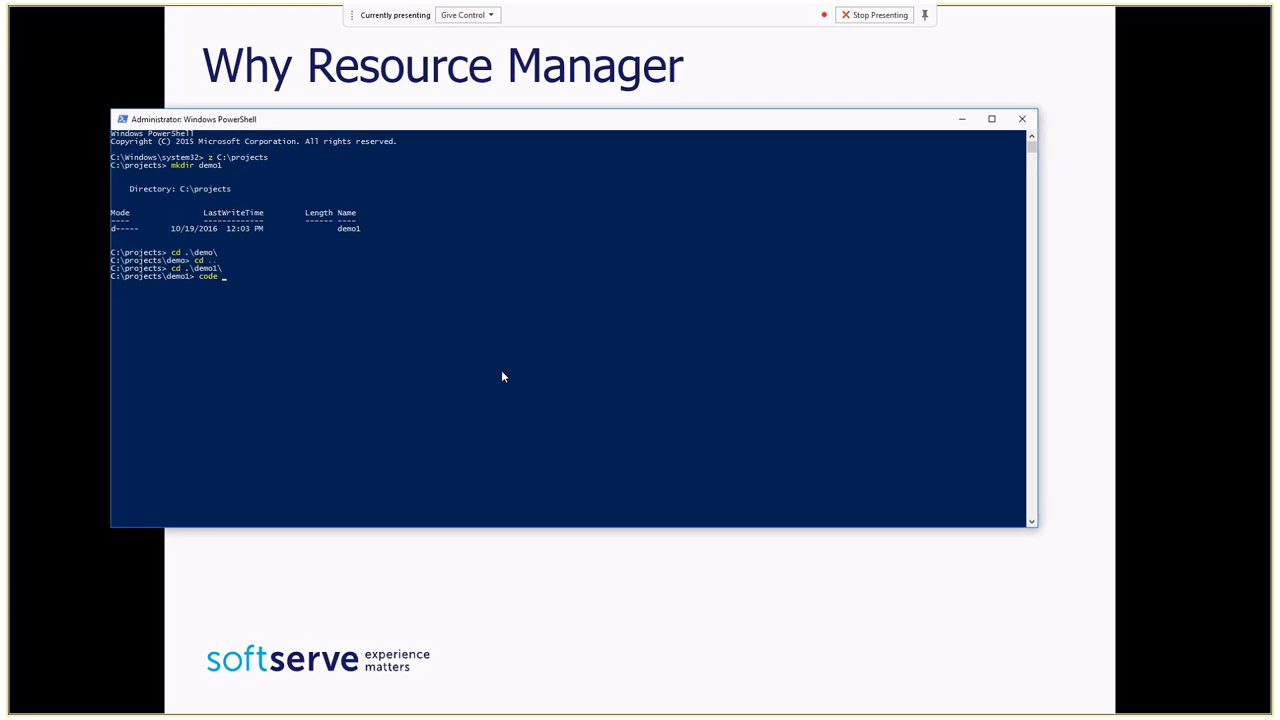 Currently presenting Give Control Stop Presenting
Why Resource Manager
Administrator: Windows PowerShell
Windows PowerShell
Copyright (C) 2015 Microsoft Corporation. All rights reserved.
C:\Windows\system32> z C:\projects
C:\projects> mkdir demo1
Directory: C:\projects
Mode LastWriteTime Length Name
---- ------------- ------ ----
d----- 10/19/2016 12:03 PM demo1
C:\projects> cd .\demo\
C:\projects\demo> cd ..
C:\projects> cd .\demo1\
C:\projects\demo1> code _
softserve experience
matters